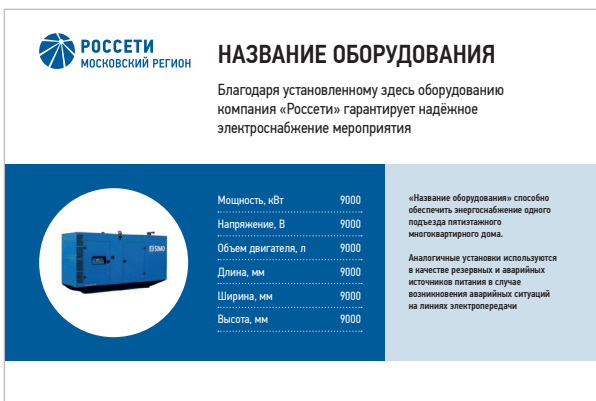 РОССЕТИ
МОСКОВСКИЙ РЕГИОН
НАЗВАНИЕ ОБОРУДОВАНИЯ
Благодаря установленному здесь оборудованию
компания «Россети» гарантирует надёжное
электроснабжение мероприятия
Мощность, кВт 9000
Напряжение, В 9000
Объем двигателя, л 9000
Длина, мм 9000
Ширина, мм 9000
Высота, мм 9000
«Название оборудования» способно
обеспечить энергоснабжение одного
подъезда пятиэтажного
многоквартирного дома.
Аналогичные установки используются
в качестве резервных и аварийных
источников питания в случае
возникновения аварийных ситуаций
на линиях электропередачи
SDMO